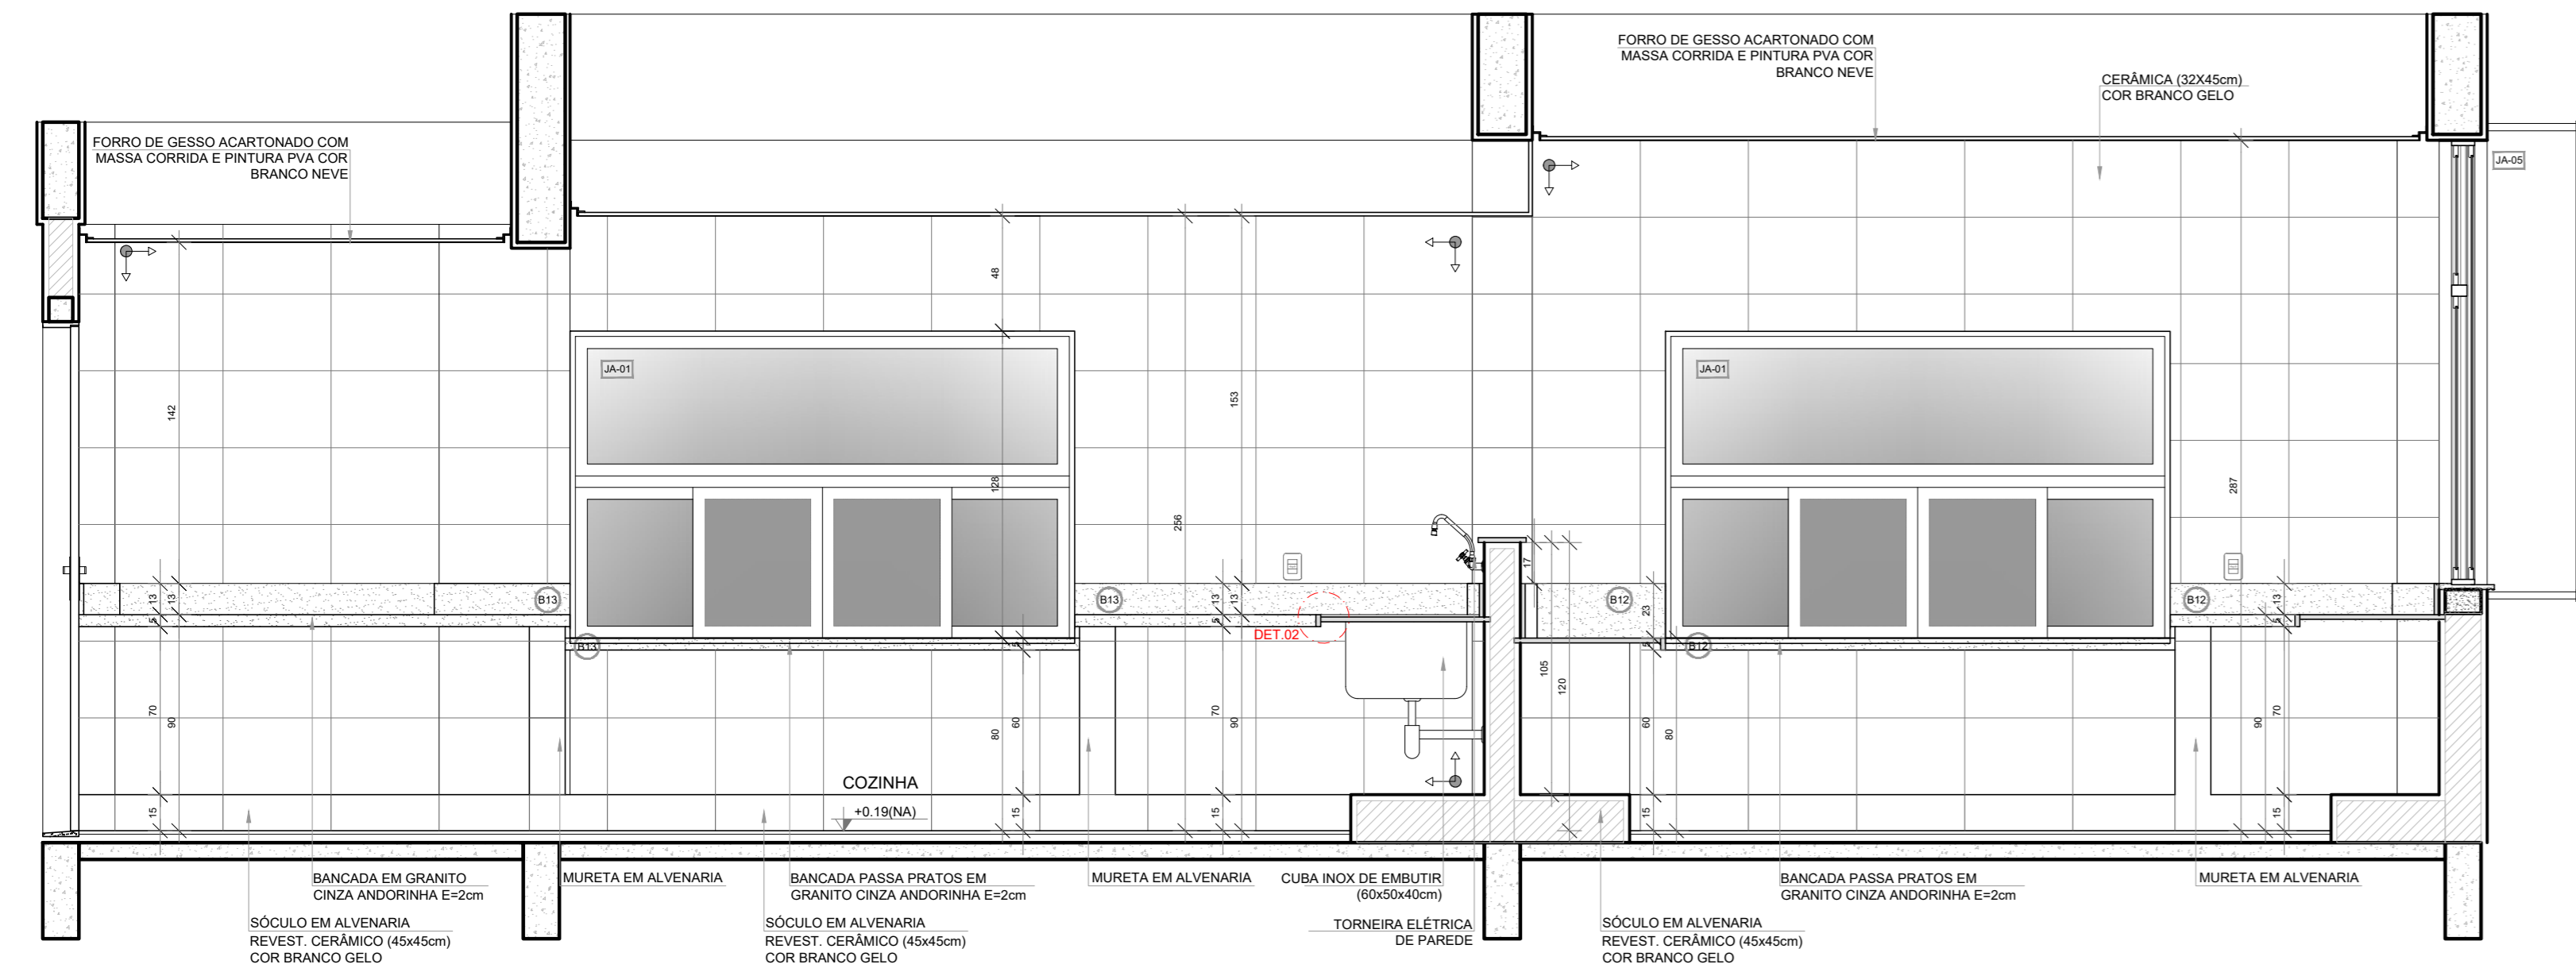 FORRO DE GESSO ACARTONADO COM
MASSA CORRIDA E PINTURA PVA COR
BRANCO NEVE
FORRO DE GESSO ACARTONADO COM
MASSA CORRIDA E PINTURA PVA COR
BRANCO NEVE
CERÂMICA (32X45cm)
COR BRANCO GELO
JA-05
48
JA-01
JA-01
142
153
128
256
287
17
13
13
B13
B13
13
13
B12
23
B12
13
5
5
5
DET.02
B13
5
5
B12
105
120
70
90
80
60
70
90
60
80
90
70
COZINHA
+0.19(NA)
15
15
15
15
15
BANCADA EM GRANITO
CINZA ANDORINHA E=2cm
MURETA EM ALVENARIA
BANCADA PASSA PRATOS EM
GRANITO CINZA ANDORINHA E=2cm
MURETA EM ALVENARIA
CUBA INOX DE EMBUTIR
(60x50x40cm)
BANCADA PASSA PRATOS EM
GRANITO CINZA ANDORINHA E=2cm
MURETA EM ALVENARIA
SÓCULO EM ALVENARIA
REVEST. CERÂMICO (45x45cm)
COR BRANCO GELO
SÓCULO EM ALVENARIA
REVEST. CERÂMICO (45x45cm)
COR BRANCO GELO
TORNEIRA ELÉTRICA
DE PAREDE
SÓCULO EM ALVENARIA
REVEST. CERÂMICO (45x45cm)
COR BRANCO GELO